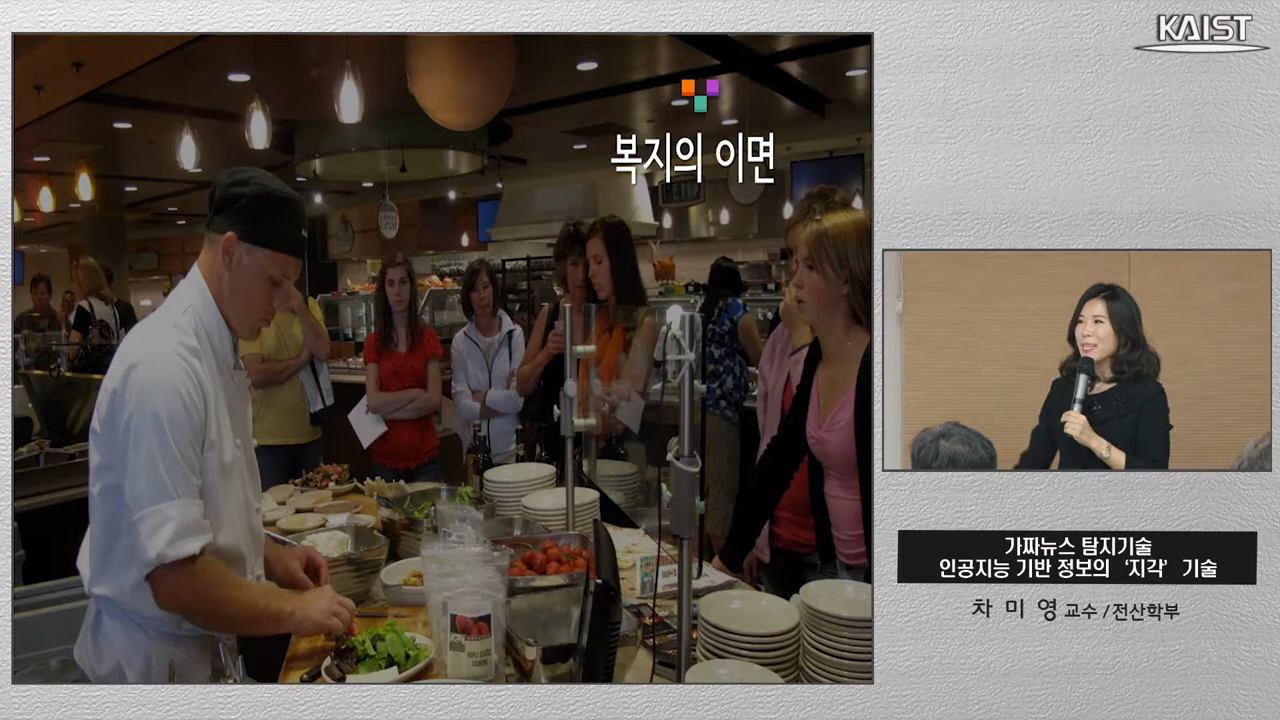 KAIST
복지의 이면
가짜뉴스 탐지기술
인공지능 기반 정보의 ‘지각’ 기술
차 미 영 교수 / 전산학부